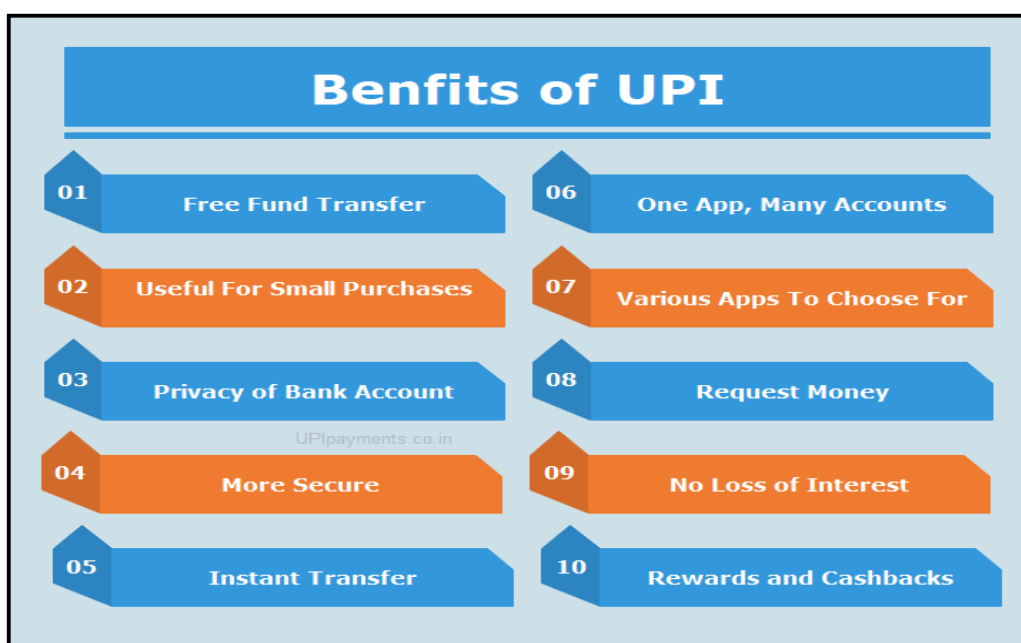 Benfits of UPI
01
Free Fund Transfer
02
Useful For Small Purchases
03
Privacy of Bank Account
UPIpayments.co.in
04
More Secure
05
Instant Transfer
06
One App, Many Accounts
07
Various Apps To Choose For
08
Request Money
09
No Loss of Interest
10
Rewards and Cashbacks